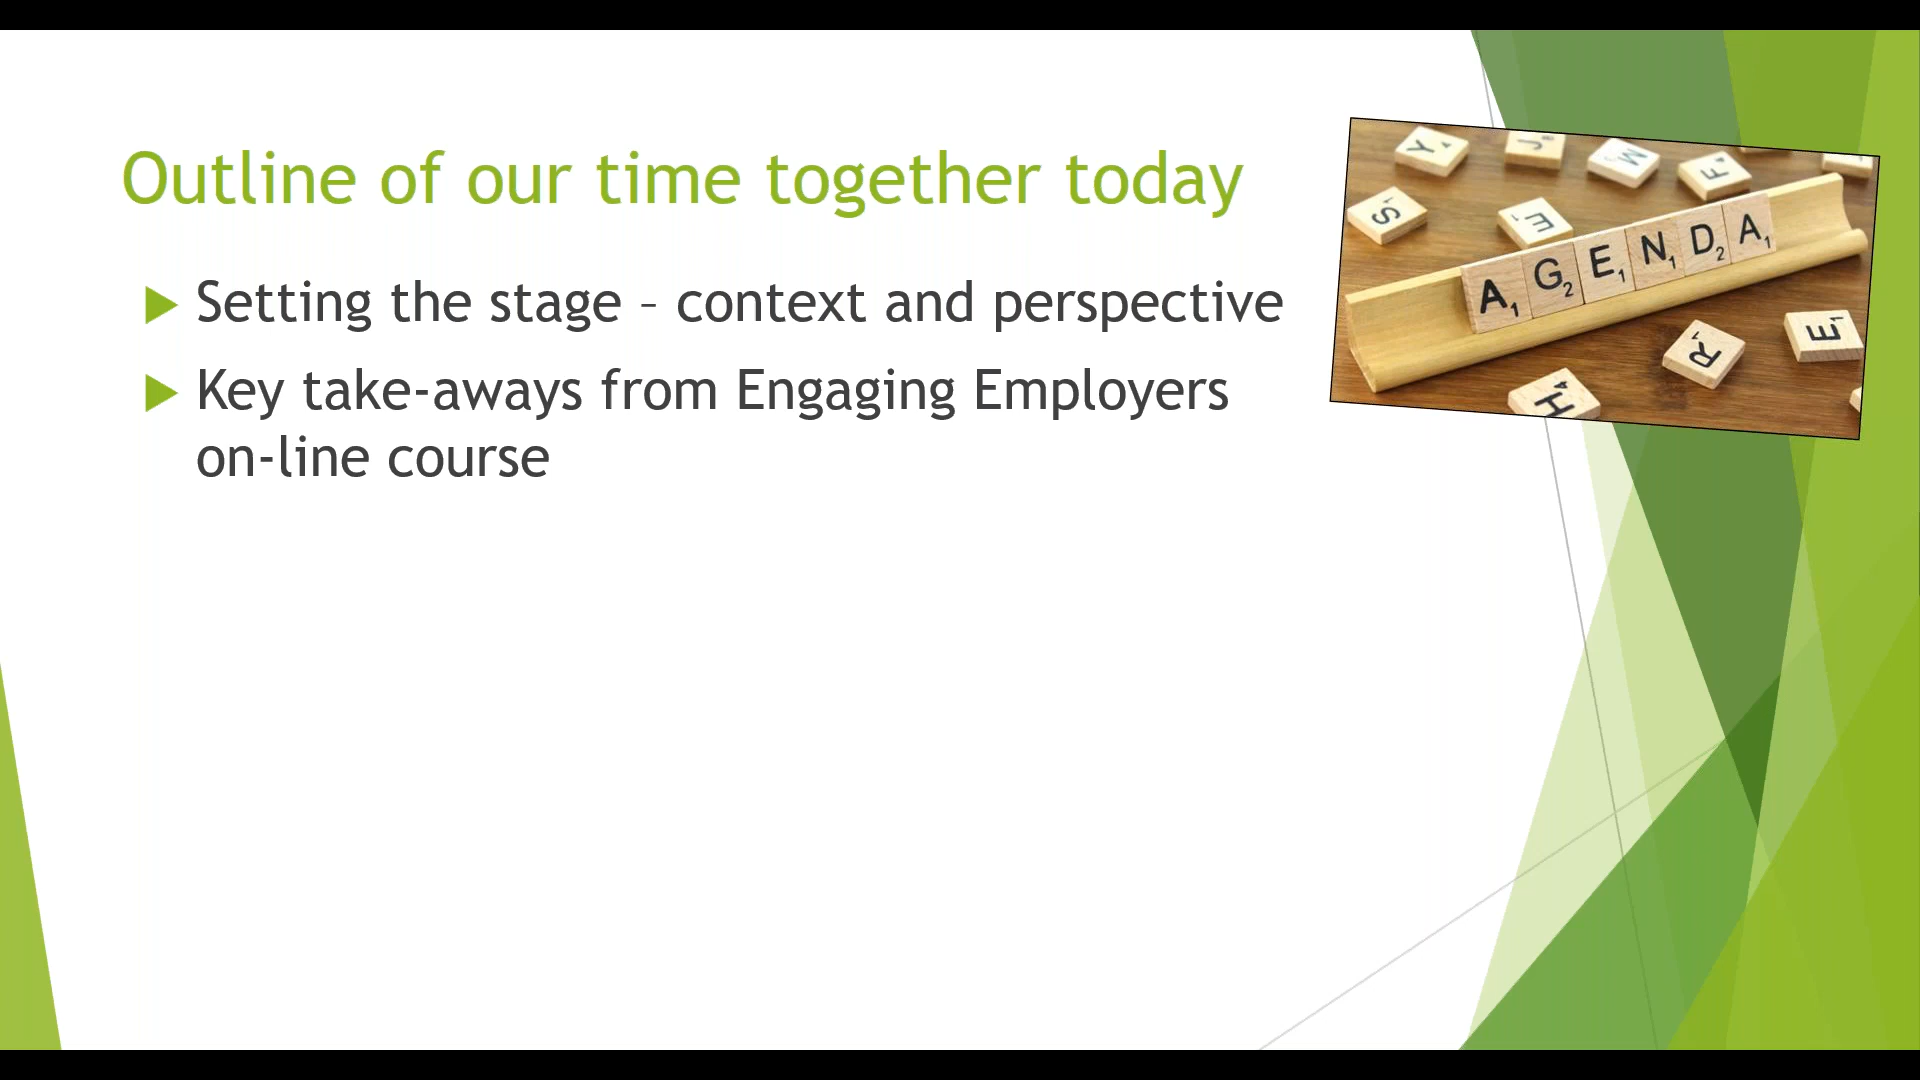 Outline of our time together today
Setting the stage – context and perspective
Key take-aways from Engaging Employers
on-line course
Y J W F
S E
AGENDA
R E
H